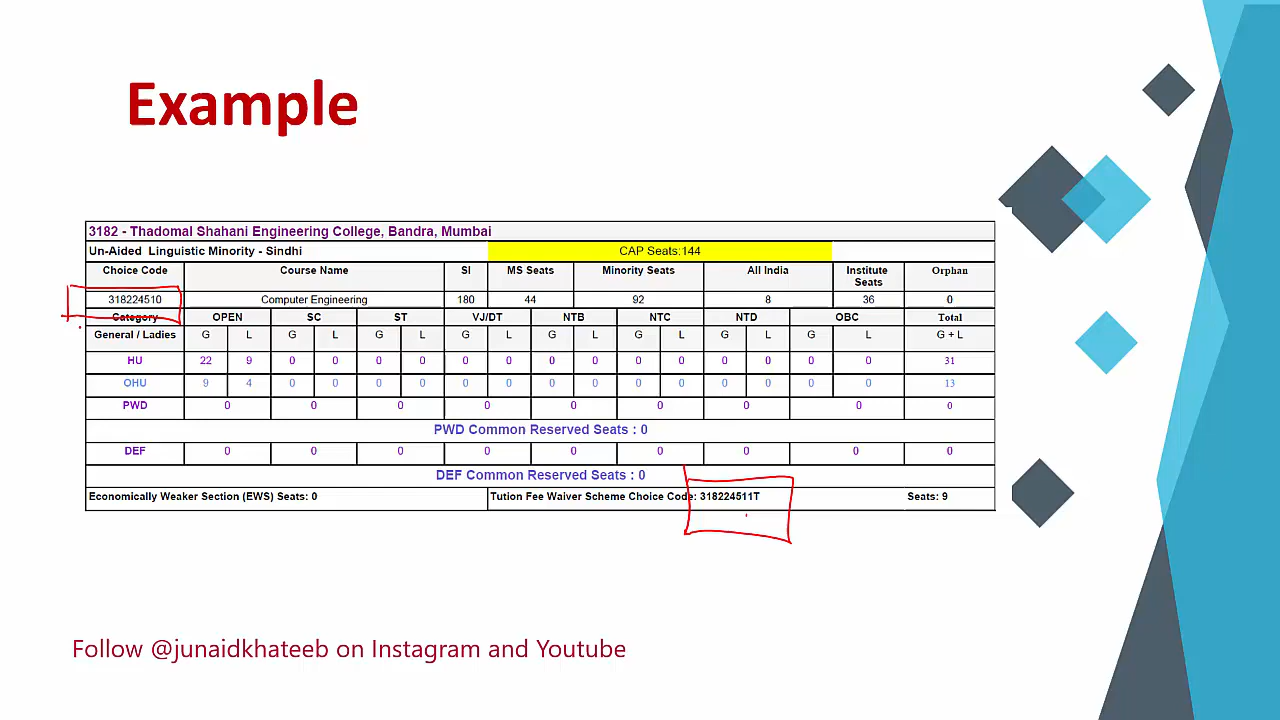 Example
3182 - Thadomal Shahani Engineering College, Bandra, Mumbai
Un-Aided Linguistic Minority - Sindhi CAP Seats:144
Choice Code Course Name SI MS Seats Minority Seats All India Institute Seats Orphan
318224510 Computer Engineering 180 44 92 8 36 0
Category OPEN SC ST VJ/DT NTB NTC NTD OBC Total
General / Ladies G L G L G L G L G L G L G L G L G + L
HU 22 9 0 0 0 0 0 0 0 0 0 0 0 0 0 0 31
OHU 9 4 0 0 0 0 0 0 0 0 0 0 0 0 0 0 13
PWD 0 0 0 0 0 0 0 0 0
PWD Common Reserved Seats : 0
DEF 0 0 0 0 0 0 0 0 0
DEF Common Reserved Seats : 0
Economically Weaker Section (EWS) Seats: 0 Tution Fee Waiver Scheme Choice Code: 318224511T Seats: 9
Follow @junaidkhateeb on Instagram and Youtube